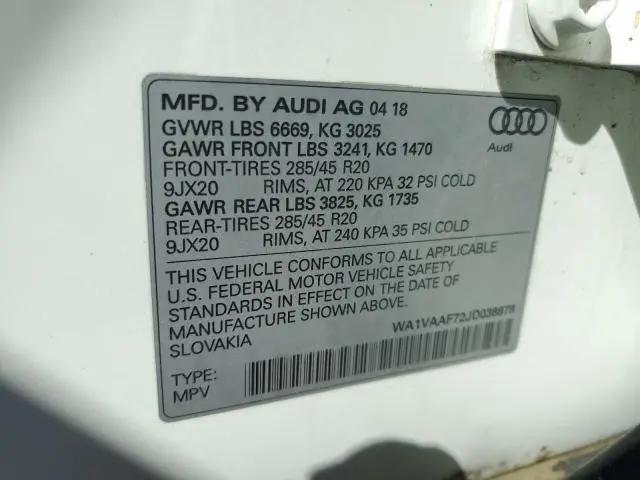 MFD. BY AUDI AG 04 18
GVWR LBS 6669, KG 3025
GAWR FRONT LBS 3241, KG 1470
FRONT-TIRES 285/45 R20
9JX20 RIMS, AT 220 KPA 32 PSI COLD
GAWR REAR LBS 3825, KG 1735
REAR-TIRES 285/45 R20
9JX20 RIMS, AT 240 KPA 35 PSI COLD
Audi
THIS VEHICLE CONFORMS TO ALL APPLICABLE
U.S. FEDERAL MOTOR VEHICLE SAFETY
STANDARDS IN EFFECT ON THE DATE OF
MANUFACTURE SHOWN ABOVE.
SLOVAKIA
WA1VAAF72JD038878
TYPE:
MPV